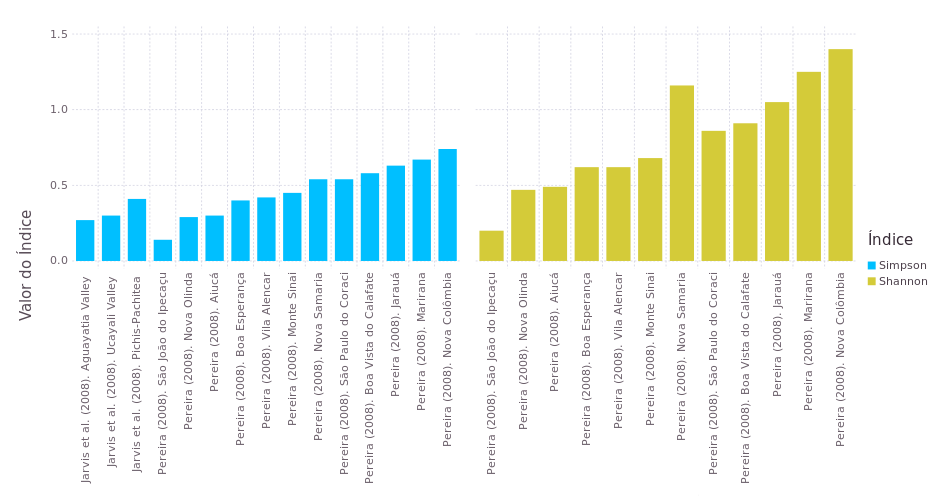 Valor do Índice
1.5
1.0
0.5
0.0
Jarvis et al. (2008). Aguayatia Valley
Jarvis et al. (2008). Ucayali Valley
Jarvis et al. (2008). Pichis-Pachitea
Pereira (2008). São João do Ipecaçu
Pereira (2008). Nova Olinda
Pereira (2008). Aiucá
Pereira (2008). Boa Esperança
Pereira (2008). Vila Alencar
Pereira (2008). Monte Sinai
Pereira (2008). Nova Samaria
Pereira (2008). São Paulo do Coraci
Pereira (2008). Boa Vista do Calafate
Pereira (2008). Jarauá
Pereira (2008). Marirana
Pereira (2008). Nova Colômbia
Pereira (2008). São João do Ipecaçu
Pereira (2008). Nova Olinda
Pereira (2008). Aiucá
Pereira (2008). Boa Esperança
Pereira (2008). Vila Alencar
Pereira (2008). Monte Sinai
Pereira (2008). Nova Samaria
Pereira (2008). São Paulo do Coraci
Pereira (2008). Boa Vista do Calafate
Pereira (2008). Jarauá
Pereira (2008). Marirana
Pereira (2008). Nova Colômbia
Índice
Simpson
Shannon